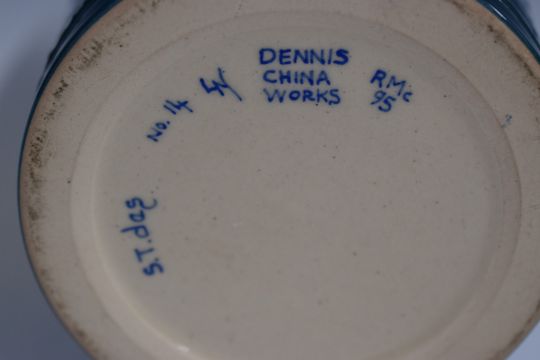 DENNIS
CHINA
WORKS
RMc
95
No. 14
S.T. des.